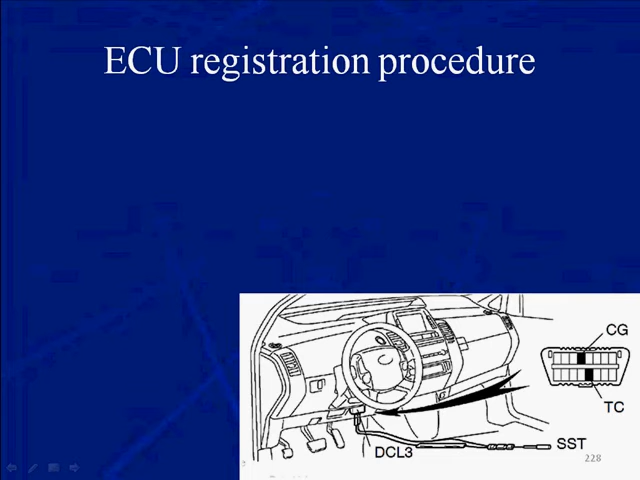 ECU registration procedure
CG
TC
DCL3
SST
228